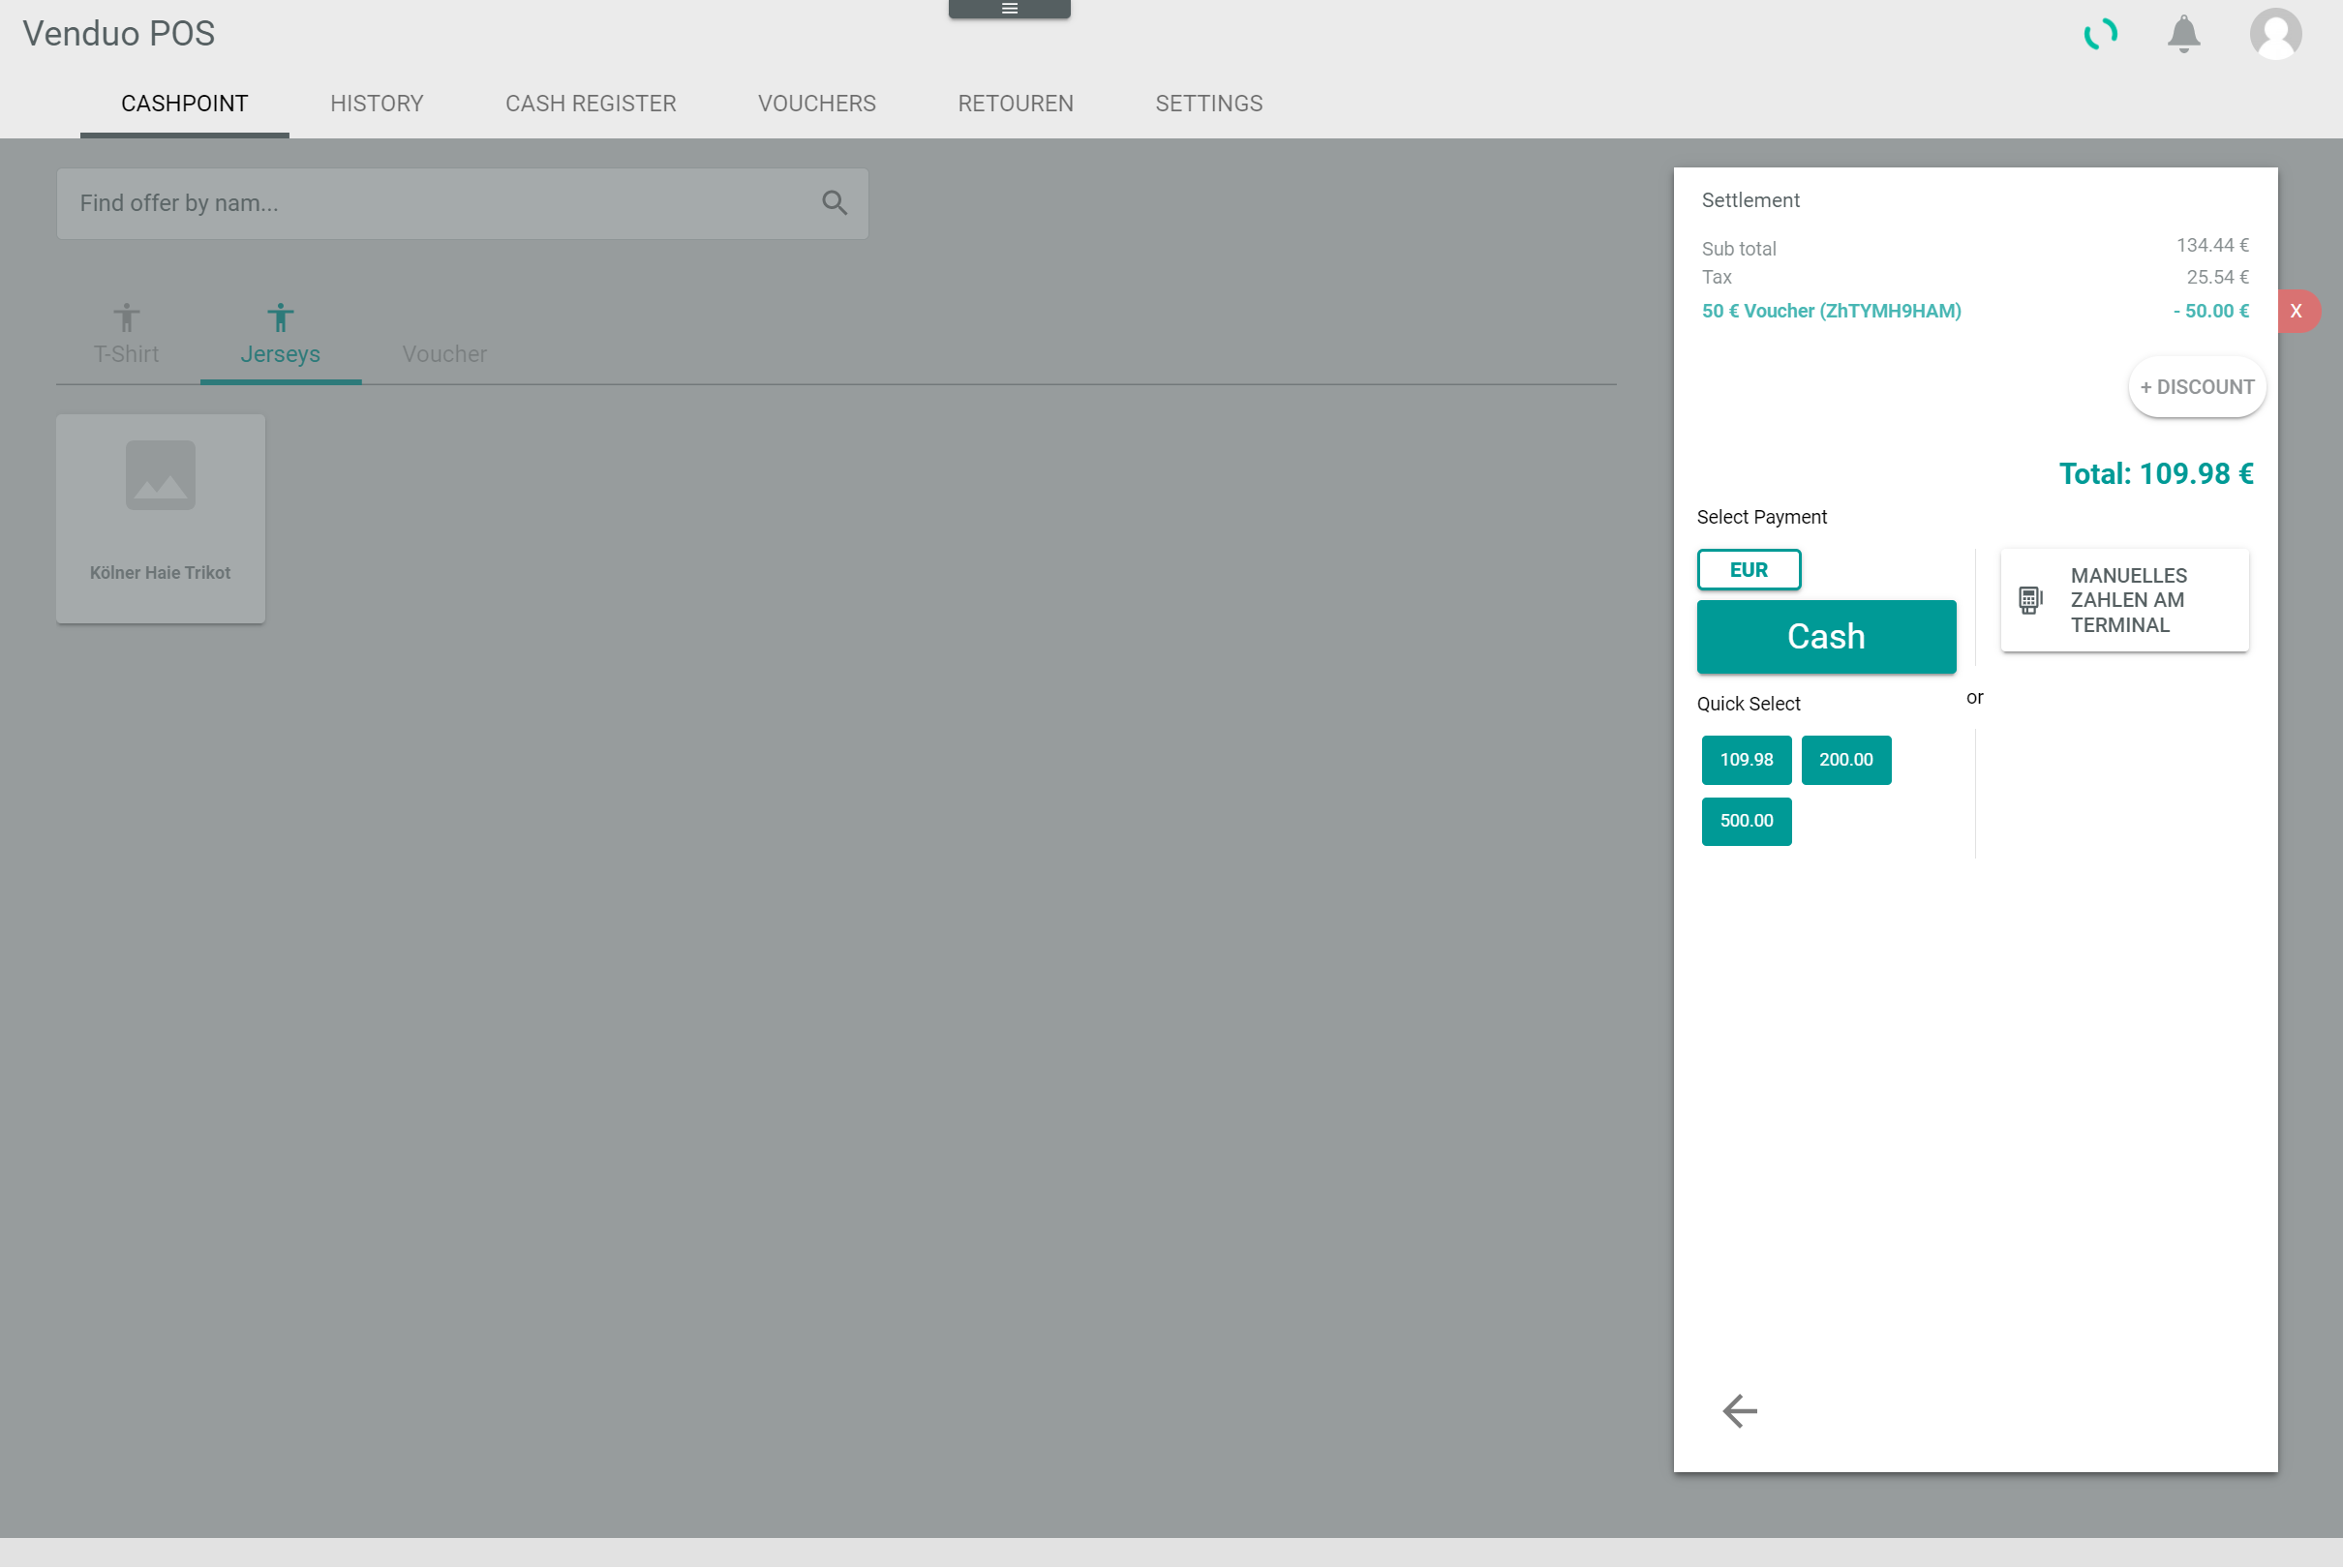 Venduo POS
CASHPOINT HISTORY CASH REGISTER VOUCHERS RETOUREN SETTINGS
Find offer by nam...
T-Shirt Jerseys Voucher
Kölner Haie Trikot
Settlement
Sub total 134.44 €
Tax 25.54 €
50 € Voucher (ZhTYMH9HAM) - 50.00 € X
+ DISCOUNT
Total: 109.98 €
Select Payment
EUR
Cash
MANUELLES
ZAHLEN AM
TERMINAL
or
Quick Select
109.98 200.00
500.00